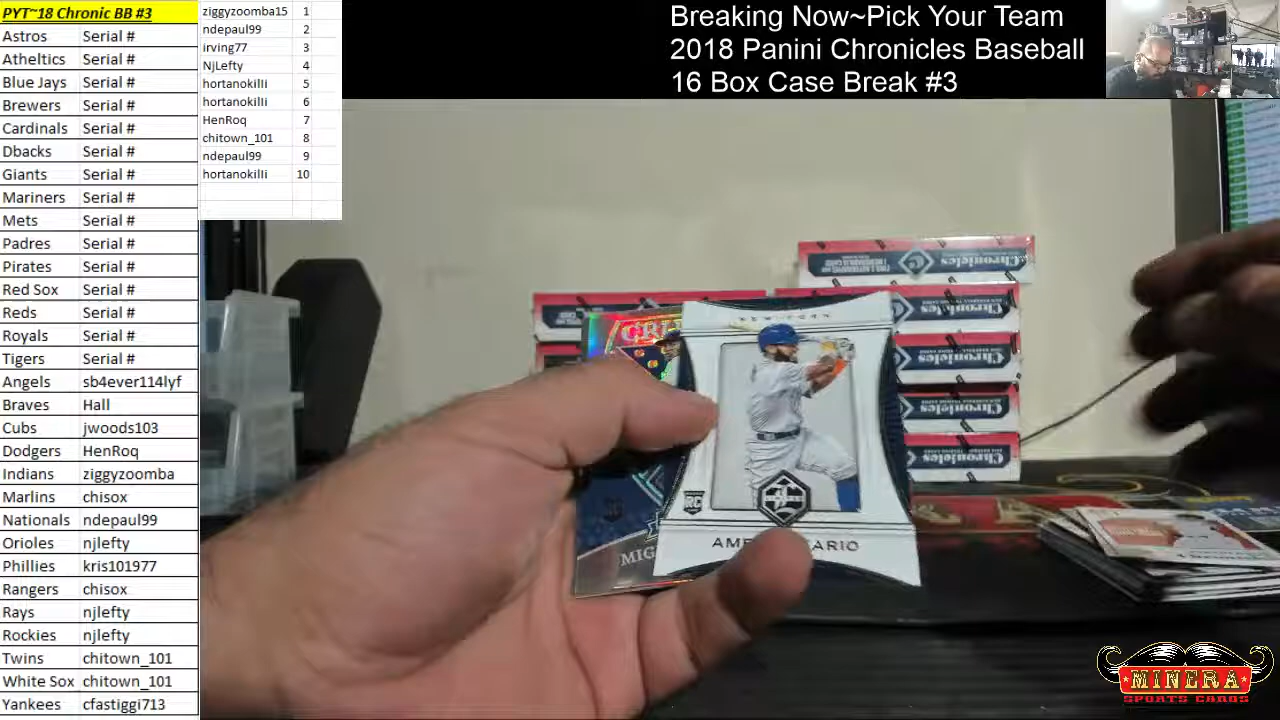 PYT~18 Chronic BB #3
Astros Serial #
Atheltics Serial #
Blue Jays Serial #
Brewers Serial #
Cardinals Serial #
Dbacks Serial #
Giants Serial #
Mariners Serial #
Mets Serial #
Padres Serial #
Pirates Serial #
Red Sox Serial #
Reds Serial #
Royals Serial #
Tigers Serial #
Angels sb4ever114lyf
Braves Hall
Cubs jwoods103
Dodgers HenRoq
Indians ziggyzoomba
Marlins chisox
Nationals ndepaul99
Orioles njlefty
Phillies kris101977
Rangers chisox
Rays njlefty
Rockies njlefty
Twins chitown_101
White Sox chitown_101
Yankees cfastiggi713
ziggyzoomba15 1
ndepaul99 2
irving77 3
NjLefty 4
hortanokilli 5
hortanokilli 6
HenRoq 7
chitown_101 8
ndepaul99 9
hortanokilli 10
Breaking Now~Pick Your Team
2018 Panini Chronicles Baseball
16 Box Case Break #3
Chronicles
Chronicles
Chronicles
Chronicles
Chronicles
NEW YORK
RC
MIG
MINERA
SPORTS CARDS